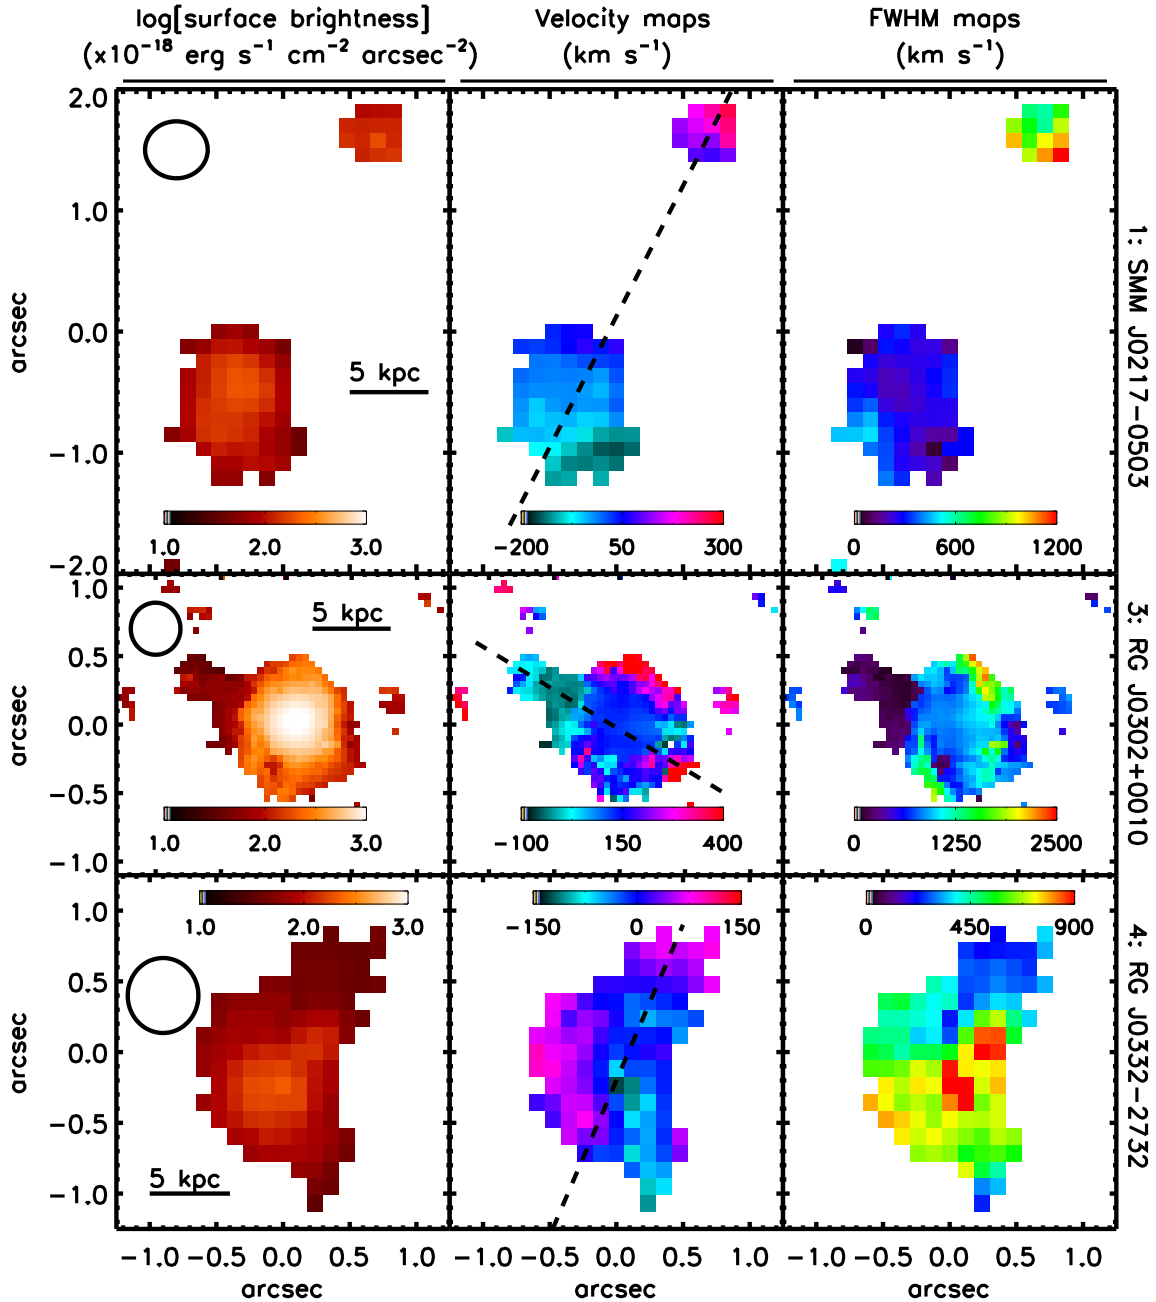 log[surface brightness] Velocity maps FWHM maps
(x10⁻¹⁸ erg s⁻¹ cm⁻² arcsec⁻²) (km s⁻¹) (km s⁻¹)
2.0
1.0
0.0
−1.0
−2.0
arcsec
5 kpc
1.0 2.0 3.0
−200 50 300
0 600 1200
1: SMM J0217−0503
1.0
0.5
0.0
−0.5
−1.0
arcsec
5 kpc
1.0 2.0 3.0
−100 150 400
0 1250 2500
3: RG J0302+0010
1.0
0.5
0.0
−0.5
−1.0
arcsec
1.0 2.0 3.0
−150 0 150
0 450 900
5 kpc
4: RG J0332−2732
−1.0 −0.5 0.0 0.5 1.0 −1.0 −0.5 0.0 0.5 1.0 −1.0 −0.5 0.0 0.5 1.0
arcsec arcsec arcsec